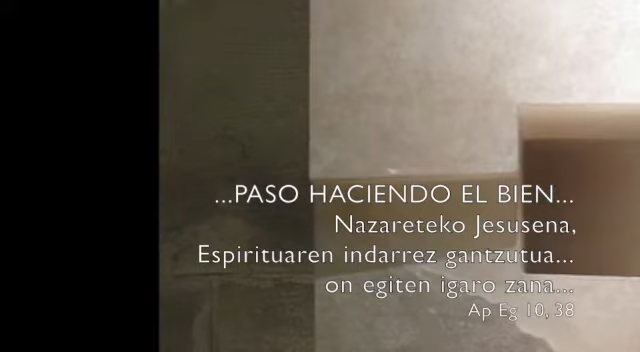 ...PASO HACIENDO EL BIEN...
Nazareteko Jesusena,
Espirituaren indarrez gantzutua...
on egiten igaro zana...
Ap Eg 10, 38